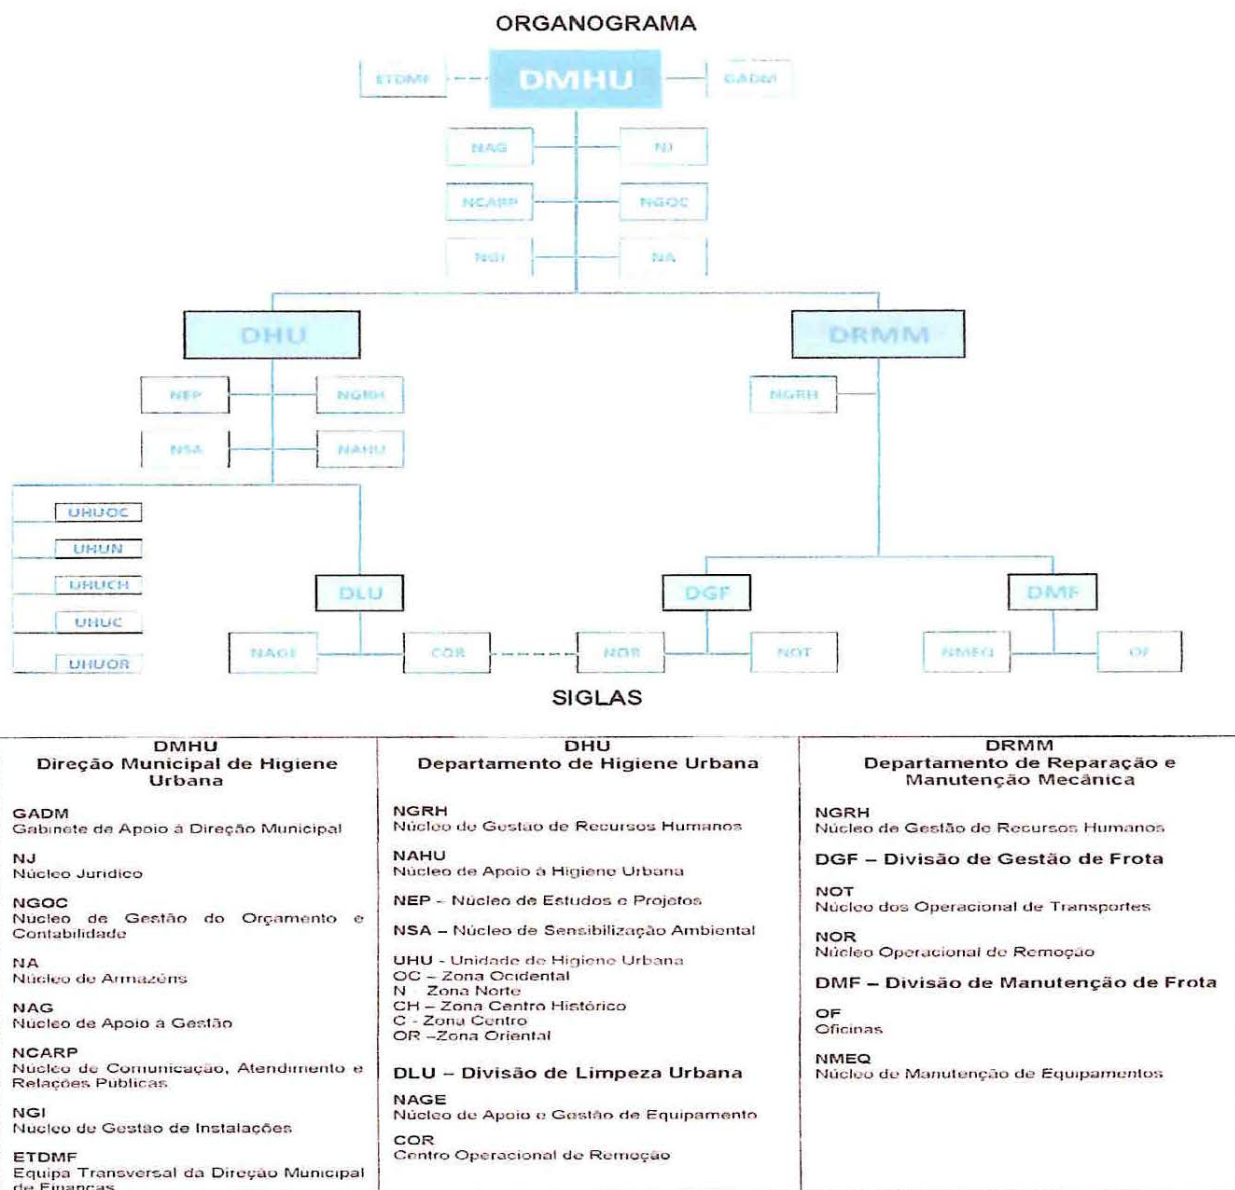 ORGANOGRAMA
ETDMF DMHU GADM
NAG NJ
NCARP NGOC
NGI NA
DHU DRMM
NEP NGRH NGRH
NSA NAHU
UHUOC
UHUN
UHUCH
UHUC
UHUOR
DLU DGF DMF
NAGE COR NOR NOT NMEQ OF
SIGLAS
DMHU
Direção Municipal de Higiene
Urbana
GADM
Gabinete de Apoio à Direção Municipal
NJ
Núcleo Jurídico
NGOC
Nucleo de Gestão do Orçamento e
Contabilidade
NA
Núcleo de Armazéns
NAG
Núcleo de Apoio à Gestão
NCARP
Núcleo de Comunicação, Atendimento e
Relações Públicas
NGI
Nucleo de Gestão de Instalações
ETDMF
Equipa Transversal da Direção Municipal
de Finanças
DHU
Departamento de Higiene Urbana
NGRH
Núcleo de Gestão de Recursos Humanos
NAHU
Núcleo de Apoio à Higiene Urbana
NEP – Núcleo de Estudos e Projetos
NSA – Núcleo de Sensibilização Ambiental
UHU - Unidade de Higiene Urbana
OC – Zona Ocidental
N – Zona Norte
CH – Zona Centro Histórico
C - Zona Centro
OR –Zona Oriental
DLU – Divisão de Limpeza Urbana
NAGE
Núcleo de Apoio e Gestão de Equipamento
COR
Centro Operacional de Remoção
DRMM
Departamento de Reparação e
Manutenção Mecânica
NGRH
Núcleo de Gestão de Recursos Humanos
DGF – Divisão de Gestão de Frota
NOT
Núcleo dos Operacional de Transportes
NOR
Núcleo Operacional de Remoção
DMF – Divisão de Manutenção de Frota
OF
Oficinas
NMEQ
Núcleo de Manutenção de Equipamentos